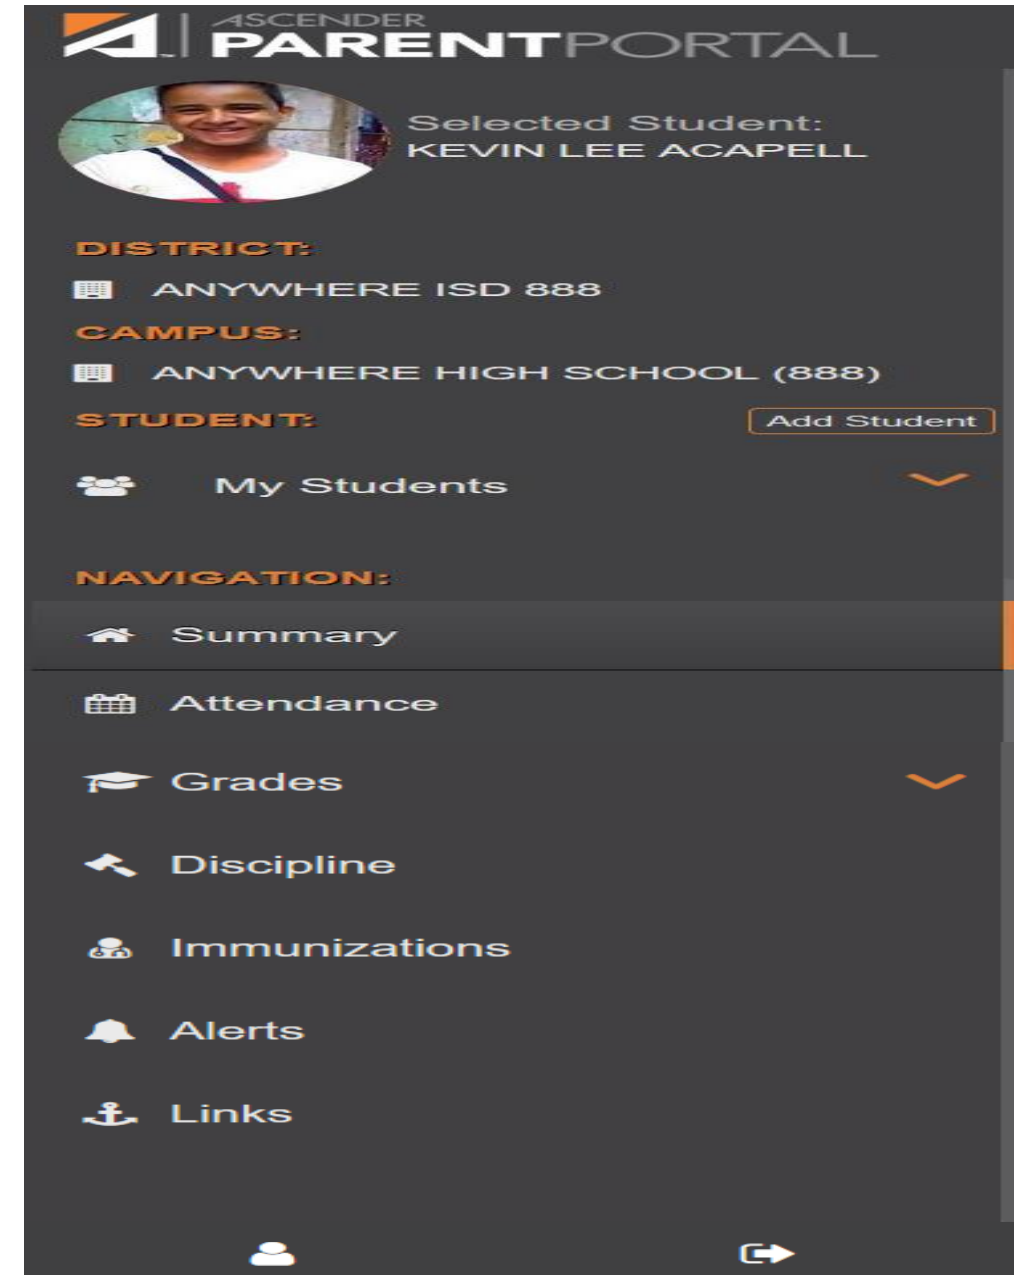 ASCENDER
PARENTPORTAL
Selected Student:
KEVIN LEE ACAPELL
DISTRICT:
ANYWHERE ISD 888
CAMPUS:
ANYWHERE HIGH SCHOOL (888)
STUDENT:
Add Student
My Students
NAVIGATION:
Summary
Attendance
Grades
Discipline
Immunizations
Alerts
Links